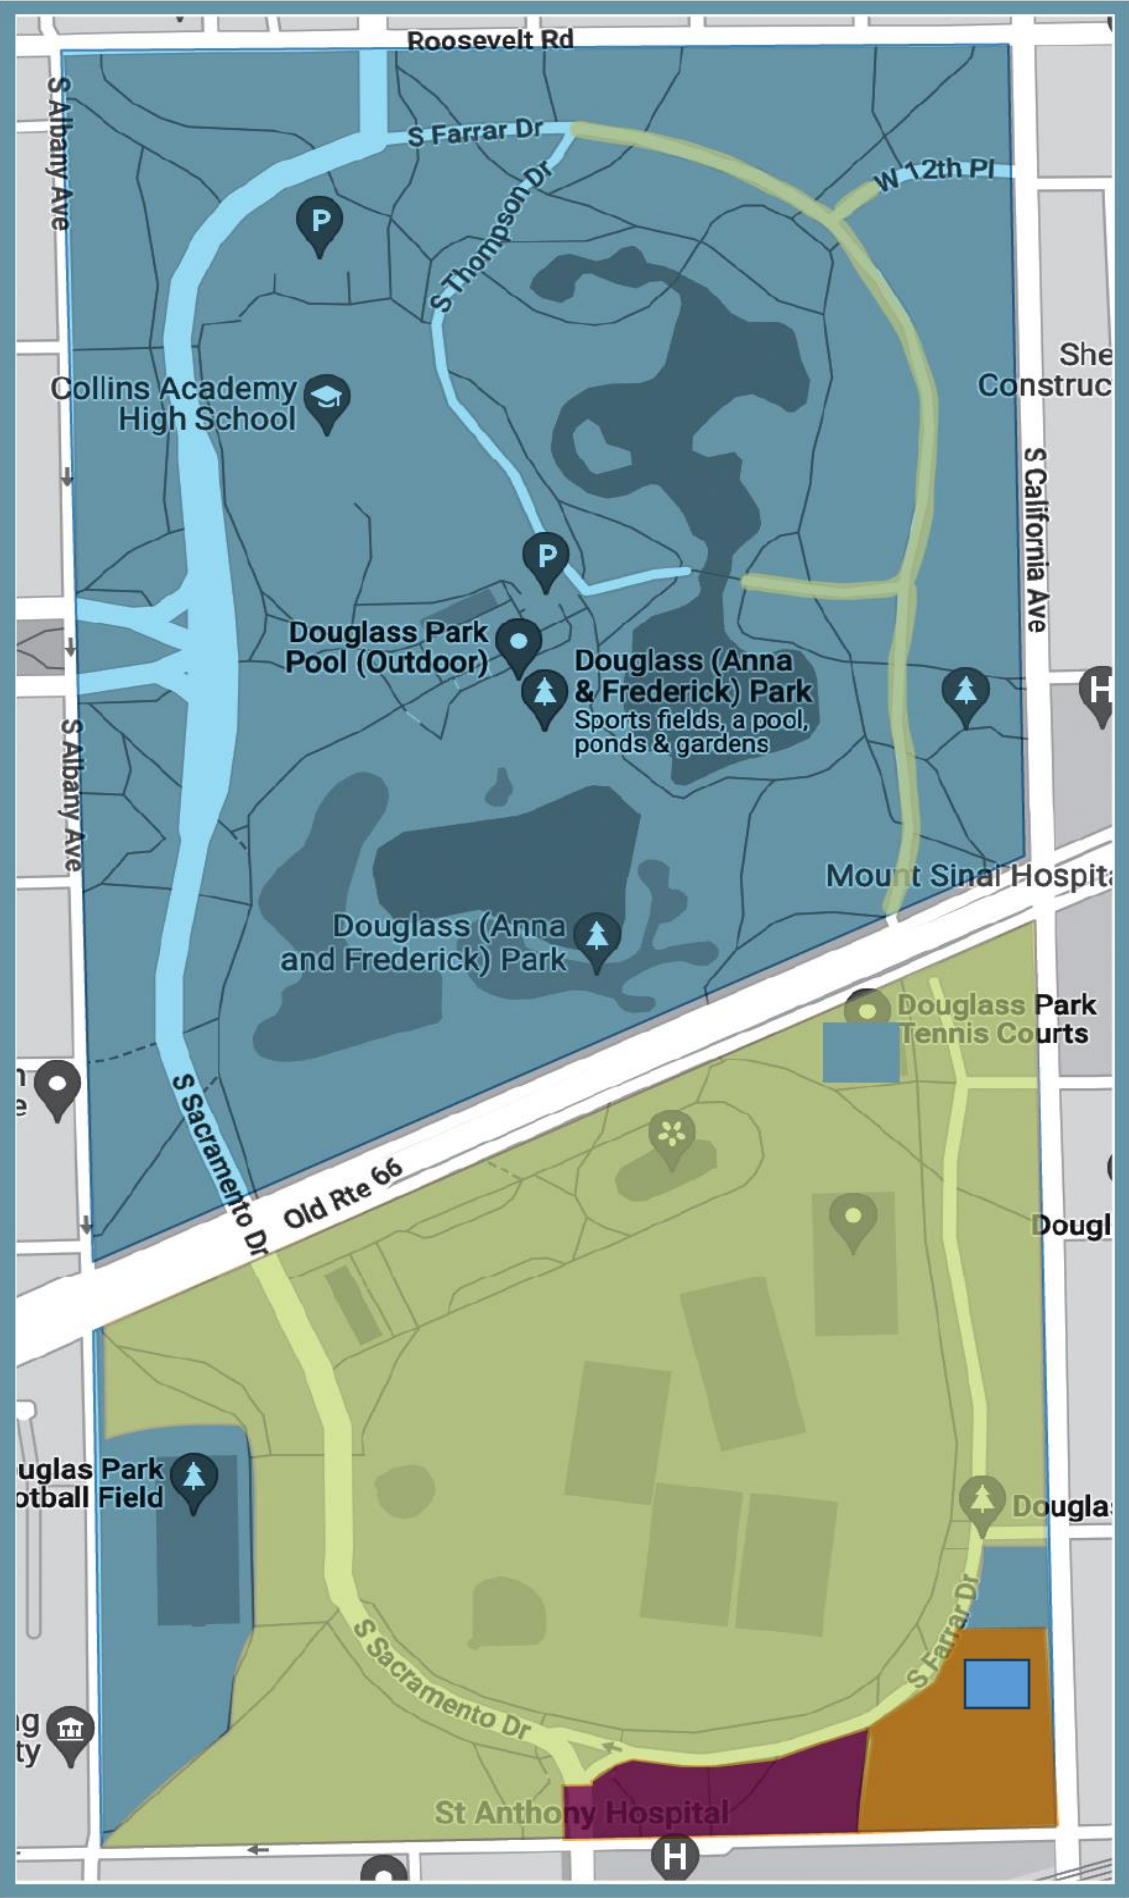 Roosevelt Rd
S Albany Ave
S Farrar Dr
W 12th Pl
S Thompson Dr
P
She
Construc
Collins Academy
High School
S California Ave
P
Douglass Park
Pool (Outdoor)
Douglass (Anna
& Frederick) Park
Sports fields, a pool,
ponds & gardens
H
S Albany Ave
Mount Sinai Hospita
Douglass (Anna
and Frederick) Park
Douglass Park
Tennis Courts
n
e
S Sacramento Dr
Old Rte 66
Dougl
uglas Park
otball Field
Douglas
S Farrar Dr
S Sacramento Dr
ng
ty
St Anthony Hospital
H